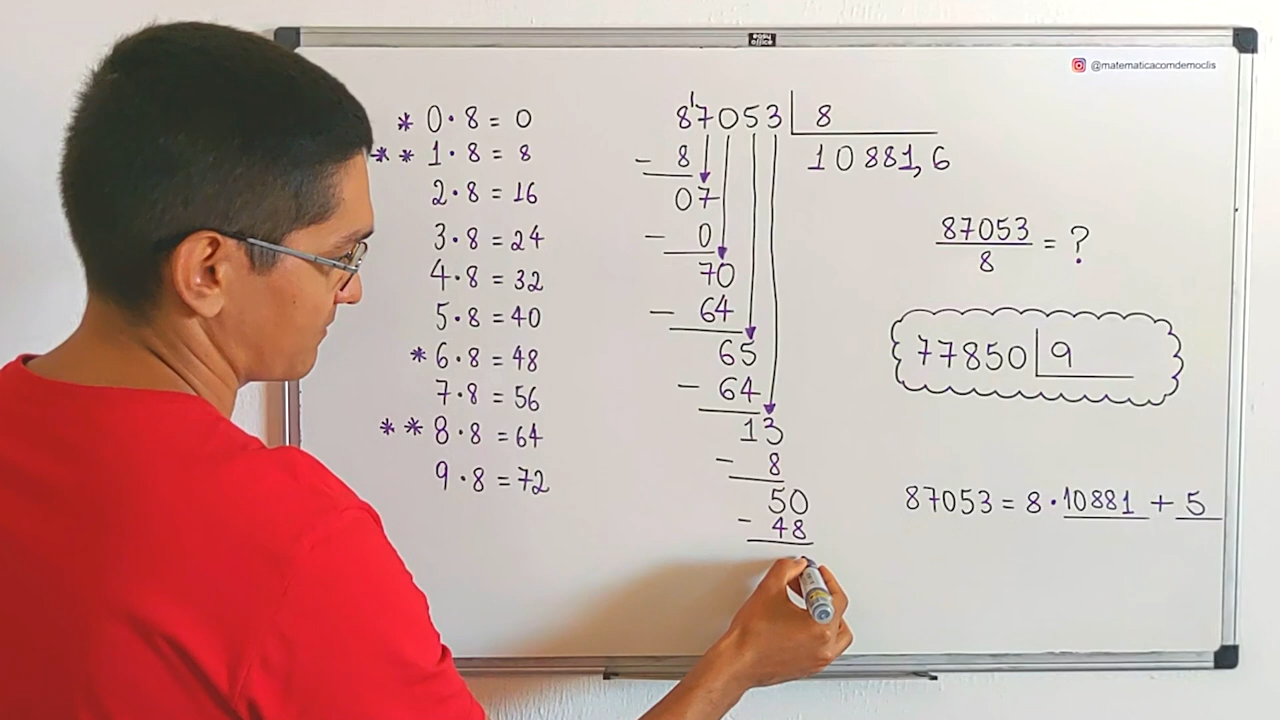 easy office
@matematicacomdemoclis
* 0 · 8 = 0
** 1 · 8 = 8
2 · 8 = 16
3 · 8 = 24
4 · 8 = 32
5 · 8 = 40
* 6 · 8 = 48
7 · 8 = 56
** 8 · 8 = 64
9 · 8 = 72
87053 | 8
10881,6
- 8
07
- 0
70
- 64
65
- 64
13
- 8
50
- 48
87053
8
= ?
77850 | 9
87053 = 8 · 10881 + 5